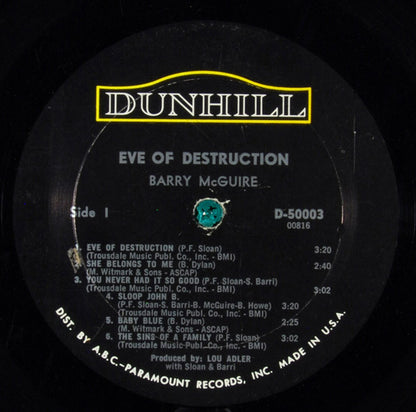 DUNHILL
EVE OF DESTRUCTION
BARRY McGUIRE
Side 1
D-50003
00816
1. EVE OF DESTRUCTION (P.F. Sloan) 3:20
(Trousdale Music Publ. Co., Inc. - BMI)
2. SHE BELONGS TO ME (B. Dylan) 2:40
(M. Witmark & Sons - ASCAP)
3. YOU NEVER HAD IT SO GOOD (P.F. Sloan-S. Barri)
(Trousdale Music Publ. Co., Inc. - BMI) 3:02
4. SLOOP JOHN B.
(P.F. Sloan-S. Barri-B. McGuire-B. Howe) 3:20
(Trousdale Music Publ. Co., Inc. - BMI)
5. BABY BLUE (B. Dylan) 2:25
(M. Witmark & Sons - ASCAP)
6. THE SINS OF A FAMILY (P.F. Sloan) 3:02
(Trousdale Music Publ. Co., Inc. - BMI)
Produced by: LOU ADLER
with Sloan & Barri
DIST. BY A.B.C.-PARAMOUNT RECORDS, INC. MADE IN U.S.A.